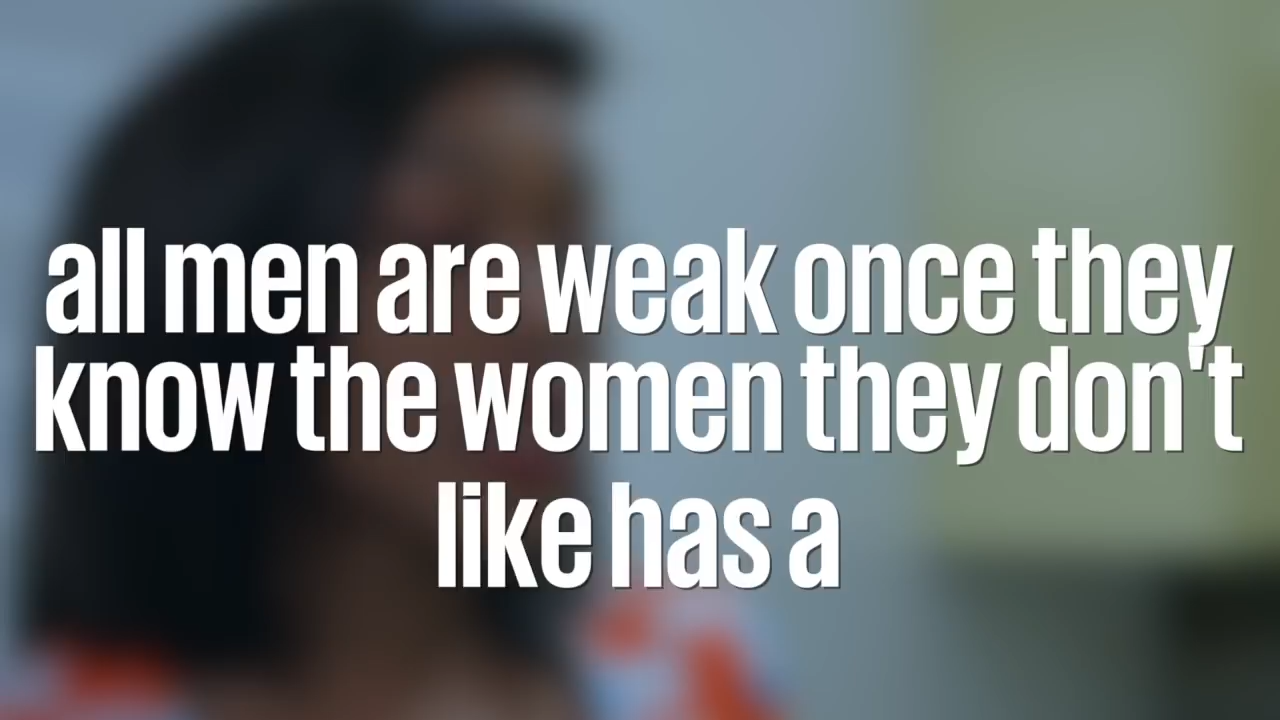 all men are weak once they
know the women they don't
like has a